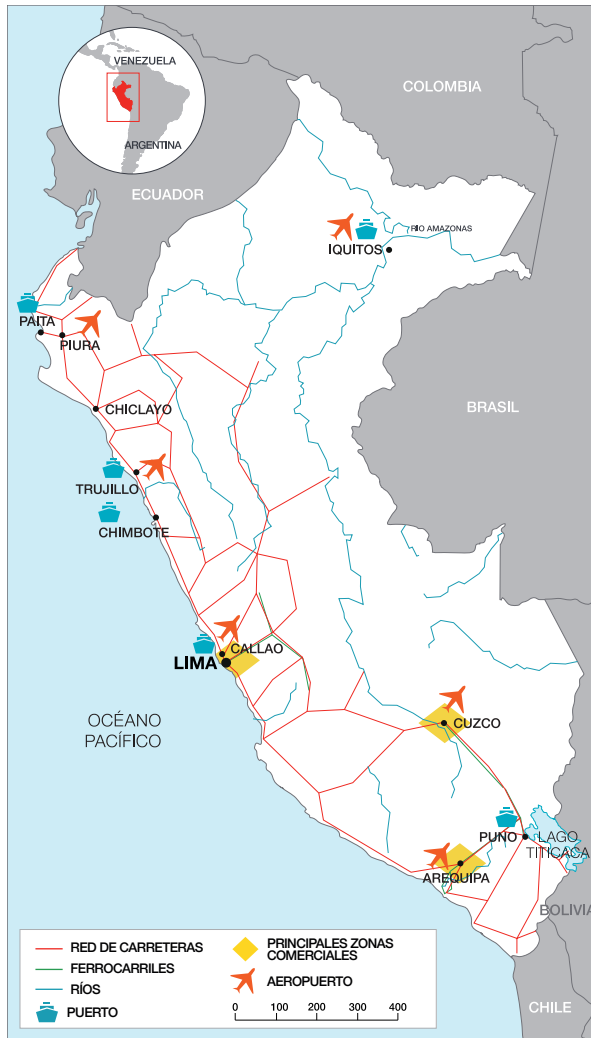 VENEZUELA
ARGENTINA
COLOMBIA
ECUADOR
RÍO AMAZONAS
IQUITOS
PAITA
PIURA
BRASIL
CHICLAYO
TRUJILLO
CHIMBOTE
CALLAO
LIMA
OCÉANO
PACÍFICO
CUZCO
PUNO
LAGO
TITICACA
AREQUIPA
BOLIVIA
CHILE
RED DE CARRETERAS
FERROCARRILES
RÍOS
PUERTO
PRINCIPALES ZONAS
COMERCIALES
AEROPUERTO
0 100 200 300 400